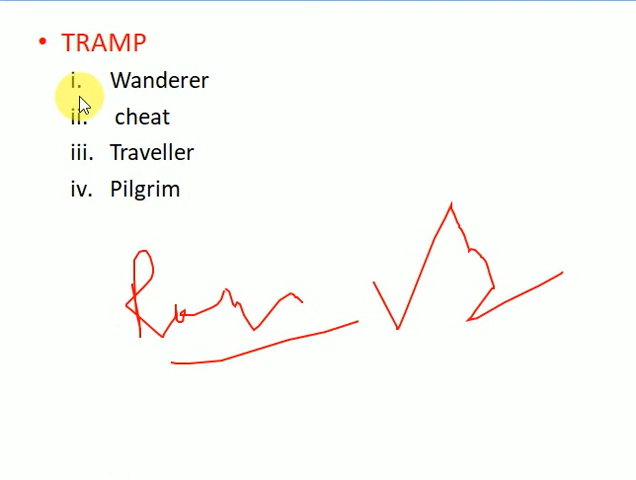 • TRAMP
i. Wanderer
ii. cheat
iii. Traveller
iv. Pilgrim